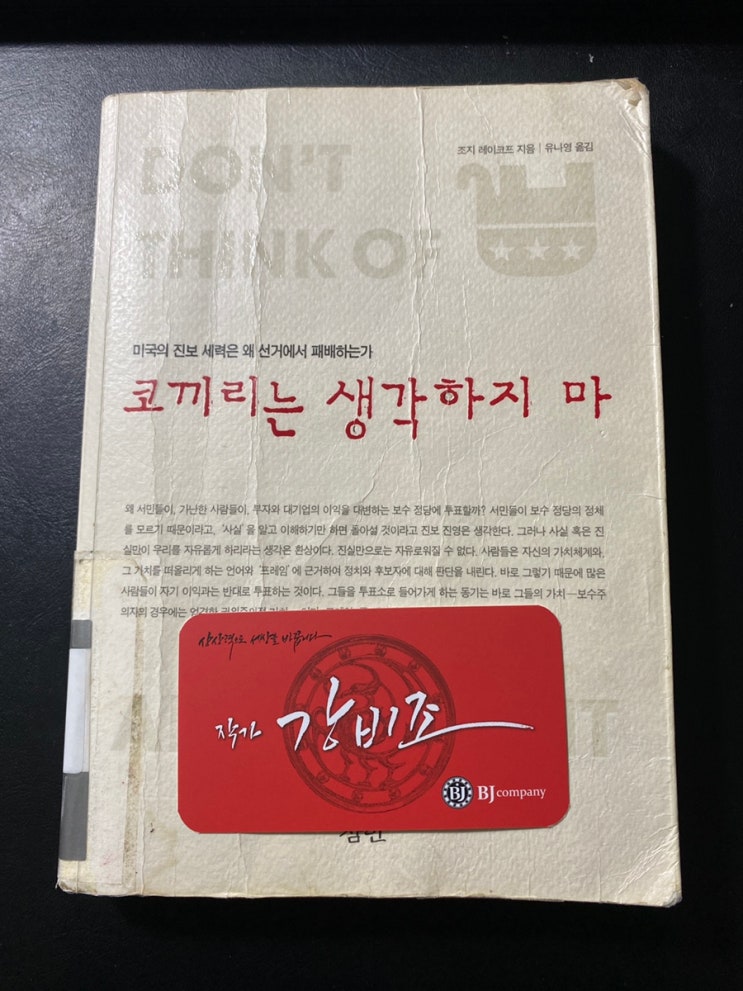 조지 레이코프 지음 | 유나영 옮김
DON'T
THINK OF
미국의 진보 세력은 왜 선거에서 패배하는가
코끼리는 생각하지 마
왜 서민들이, 가난한 사람들이, 부자와 대기업의 이익을 대변하는 보수 정당에 투표할까? 서민들이 보수 정당의 정체
를 모르기 때문이라고, '사실'을 알고 이해하기만 하면 돌아설 것이라고 진보 진영은 생각한다. 그러나 사실 혹은 진
실만이 우리를 자유롭게 하리라는 생각은 환상이다. 진실만으로는 자유로워질 수 없다. 사람들은 자신의 가치체계와,
그 가치를 떠올리게 하는 언어와 '프레임'에 근거하여 정치와 후보자에 대해 판단을 내린다. 바로 그렇기 때문에 많은
사람들이 자기 이익과는 반대로 투표하는 것이다. 그들을 투표소로 들어가게 하는 동기는 바로 그들의 가치—보수주
의자의 경우에는 엄격한
상상력으로 세상을 바꿉니다
작가 강비조
BJ BJ company